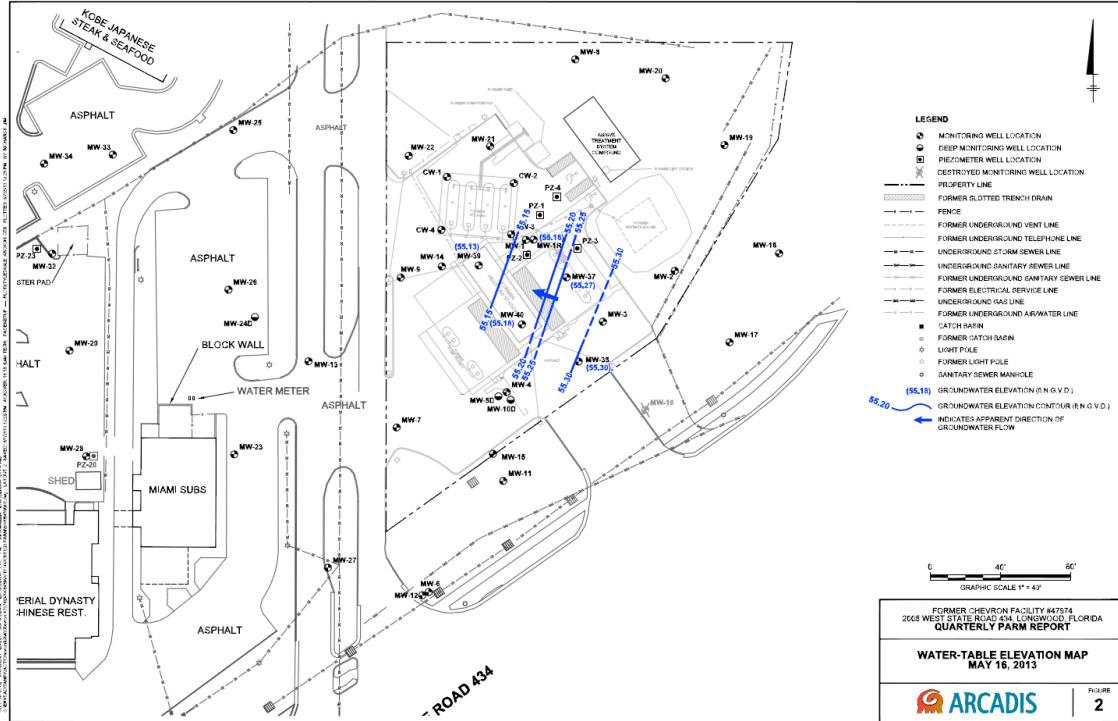 KOBE JAPANESE
STEAK & SEAFOOD
ASPHALT
MW-25
MW-34
MW-33
ASPHALT
MW-8
MW-20
MW-19
MW-21
MW-22
CW-1
CW-2
PZ-4
PZ-1
CW-4
(55.13)
MW-1
(55.16)
MW-1R
PZ-2
PZ-3
55.15
55.20
55.25
55.30
MW-14
MW-39
MW-9
MW-37
(55.27)
MW-2
MW-18
MW-40
(55.18)
55.15
MW-3
MW-17
MW-38
(55.30)
55.20
55.25
55.30
MW-4
MW-5D
MW-10D
MW-16
MW-7
MW-15
MW-11
PZ-23
MW-32
STER PAD
ASPHALT
MW-26
MW-24D
BLOCK WALL
MW-29
HALT
MW-13
WATER METER
ASPHALT
MW-28
PZ-20
SHED
MW-23
MIAMI SUBS
MW-27
MW-6
MW-12
PERIAL DYNASTY
CHINESE REST.
ASPHALT
ROAD 434
LEGEND
MONITORING WELL LOCATION
DEEP MONITORING WELL LOCATION
PIEZOMETER WELL LOCATION
DESTROYED MONITORING WELL LOCATION
PROPERTY LINE
FORMER SLOTTED TRENCH DRAIN
FENCE
FORMER UNDERGROUND VENT LINE
FORMER UNDERGROUND TELEPHONE LINE
UNDERGROUND STORM SEWER LINE
UNDERGROUND SANITARY SEWER LINE
FORMER UNDERGROUND SANITARY SEWER LINE
FORMER ELECTRICAL SERVICE LINE
UNDERGROUND GAS LINE
FORMER UNDERGROUND AIR/WATER LINE
CATCH BASIN
FORMER CATCH BASIN
LIGHT POLE
FORMER LIGHT POLE
SANITARY SEWER MANHOLE
(55.18) GROUNDWATER ELEVATION (ft N.G.V.D.)
55.20 GROUNDWATER ELEVATION CONTOUR (ft N.G.V.D.)
INDICATES APPARENT DIRECTION OF
GROUNDWATER FLOW
0 40' 80'
GRAPHIC SCALE 1" = 40'
FORMER CHEVRON FACILITY #47574
2005 WEST STATE ROAD 434, LONGWOOD, FLORIDA
QUARTERLY PARM REPORT
WATER-TABLE ELEVATION MAP
MAY 16, 2013
ARCADIS
FIGURE
2